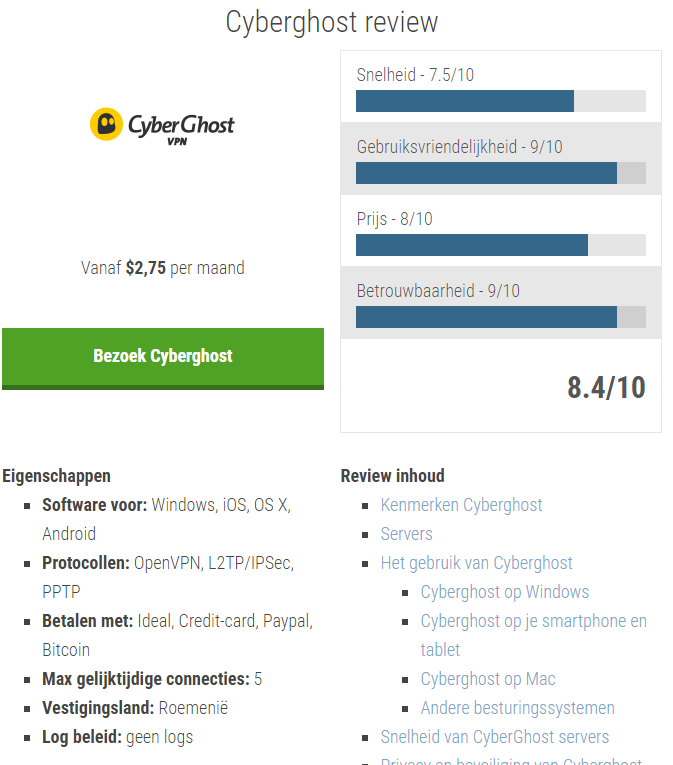 Cyberghost review
CyberGhost
VPN
Vanaf $2,75 per maand
Bezoek Cyberghost
Snelheid - 7.5/10
Gebruiksvriendelijkheid - 9/10
Prijs - 8/10
Betrouwbaarheid - 9/10
8.4/10
Eigenschappen
Software voor: Windows, iOS, OS X,
Android
Protocollen: OpenVPN, L2TP/IPSec,
PPTP
Betalen met: Ideal, Credit-card, Paypal,
Bitcoin
Max gelijktijdige connecties: 5
Vestigingsland: Roemenië
Log beleid: geen logs
Review inhoud
Kenmerken Cyberghost
Servers
Het gebruik van Cyberghost
Cyberghost op Windows
Cyberghost op je smartphone en
tablet
Cyberghost op Mac
Andere besturingssystemen
Snelheid van CyberGhost servers
Privacy en beveiliging van Cyberghost